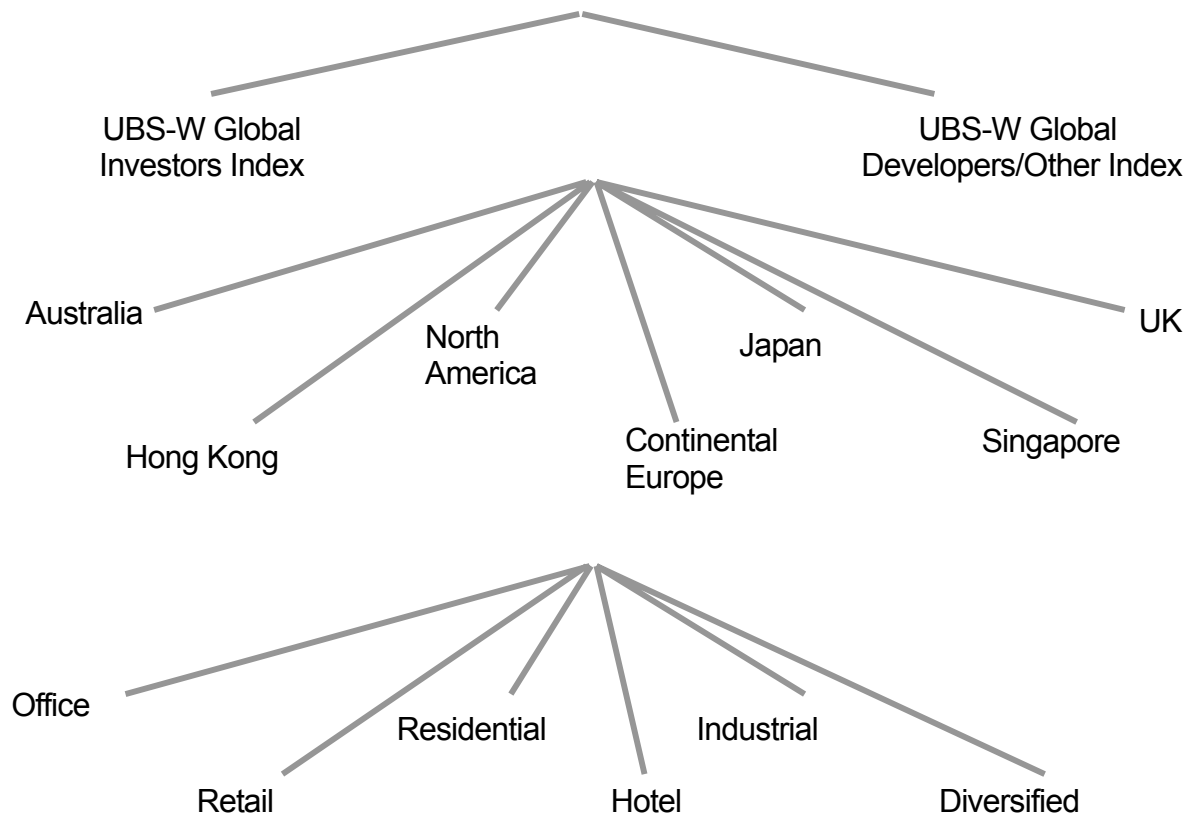 UBS-W Global
Investors Index
UBS-W Global
Developers/Other Index
Australia
North
America
Japan
UK
Hong Kong
Continental
Europe
Singapore
Office
Residential
Industrial
Retail
Hotel
Diversified